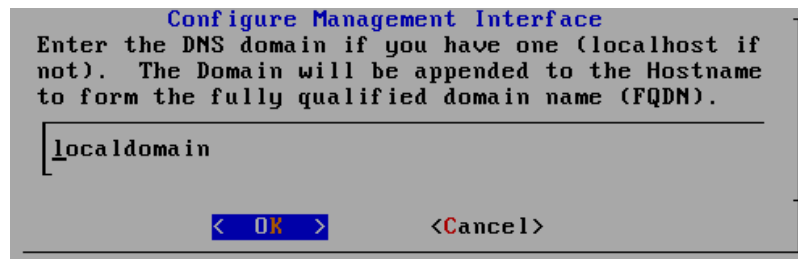 Configure Management Interface
Enter the DNS domain if you have one (localhost if
not).  The Domain will be appended to the Hostname
to form the fully qualified domain name (FQDN).
localdomain
<  OK  >  <Cancel>